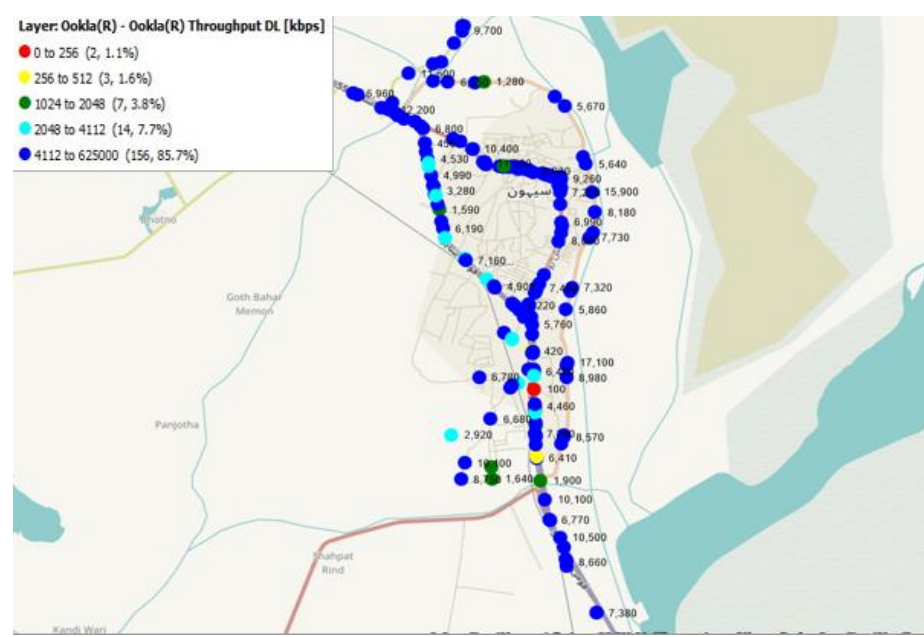 Layer: Ookla(R) - Ookla(R) Throughput DL [kbps]
0 to 256 (2, 1.1%)
256 to 512 (3, 1.6%)
1024 to 2048 (7, 3.8%)
2048 to 4112 (14, 7.7%)
4112 to 625000 (156, 85.7%)
9,700
1,280
6,960
5,670
12,200
6,800
10,400
4,530
5,640
4,990
9,260
3,280
سيهون
15,900
1,590
8,180
6,190
6,990
7,730
7,160
Bhotno
7,320
Goth Bahar
Memon
5,860
5,760
17,100
6,780
8,980
100
4,460
6,680
Panjotha
2,920
8,570
6,410
1,640
1,900
10,100
6,770
10,500
Shahpat
Rind
8,660
7,380
Kandi Wari